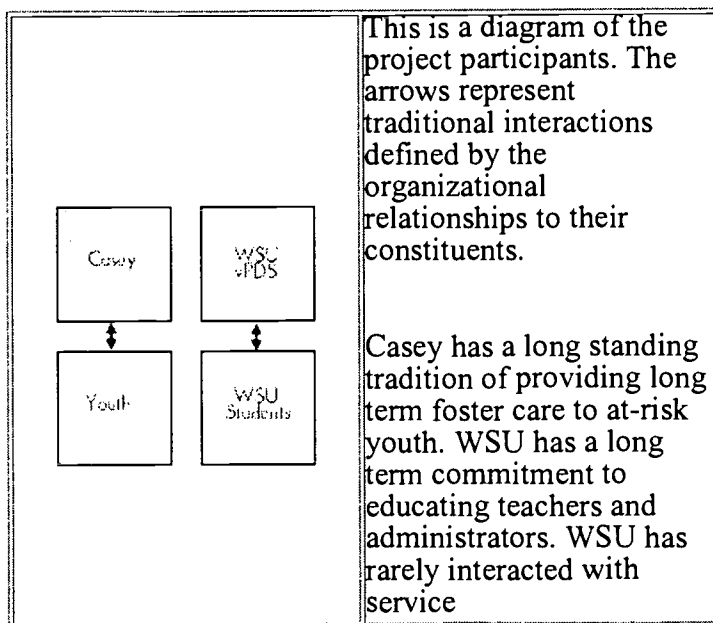 Casey
WSU
vPDS
Youth
WSU
Students
This is a diagram of the
project participants. The
arrows represent
traditional interactions
defined by the
organizational
relationships to their
constituents.
Casey has a long standing
tradition of providing long
term foster care to at-risk
youth. WSU has a long
term commitment to
educating teachers and
administrators. WSU has
rarely interacted with
service